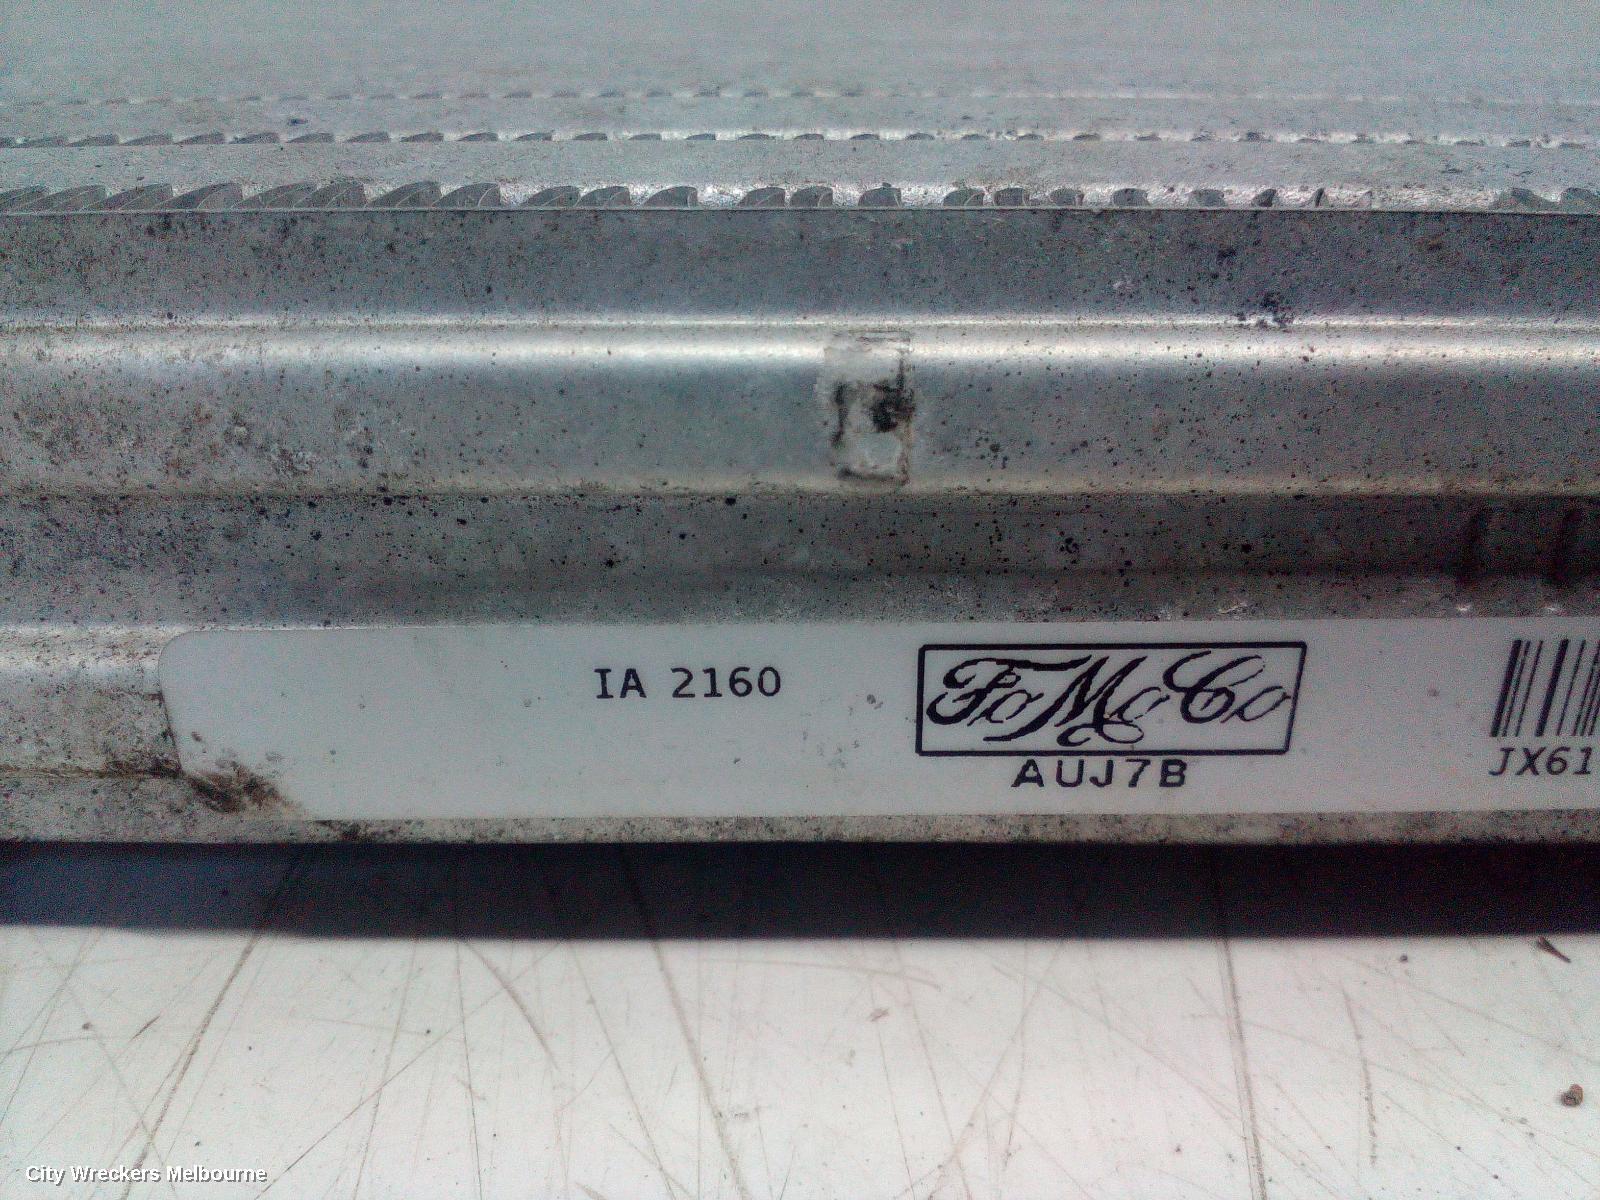 IA 2160
FoMoCo
AUJ7B
JX61
City Wreckers Melbourne